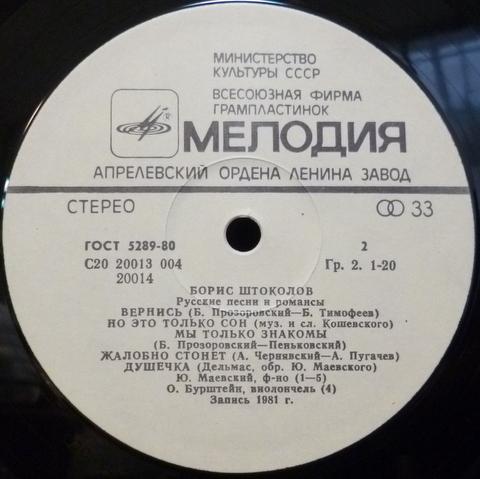 МИНИСТЕРСТВО
КУЛЬТУРЫ СССР
ВСЕСОЮЗНАЯ ФИРМА
ГРАМПЛАСТИНОК
МЕЛОДИЯ
АПРЕЛЕВСКИЙ ОРДЕНА ЛЕНИНА ЗАВОД
СТЕРЕО 33
ГОСТ 5289-80 2
С20 20013 004 Гр. 2. 1-20
20014
БОРИС ШТОКОЛОВ
Русские песни и романсы
ВЕРНИСЬ (Б. Прозоровский—Б. Тимофеев)
НО ЭТО ТОЛЬКО СОН (муз. и сл. Кошевского)
МЫ ТОЛЬКО ЗНАКОМЫ
(Б. Прозоровский—Пеньковский)
ЖАЛОБНО СТОНЕТ (А. Чернявский—А. Пугачев)
ДУШЕЧКА (Дельмас, обр. Ю. Маевского)
Ю. Маевский, ф-но (1—5)
О. Бурштейн, виолончель (4)
Запись 1981 г.